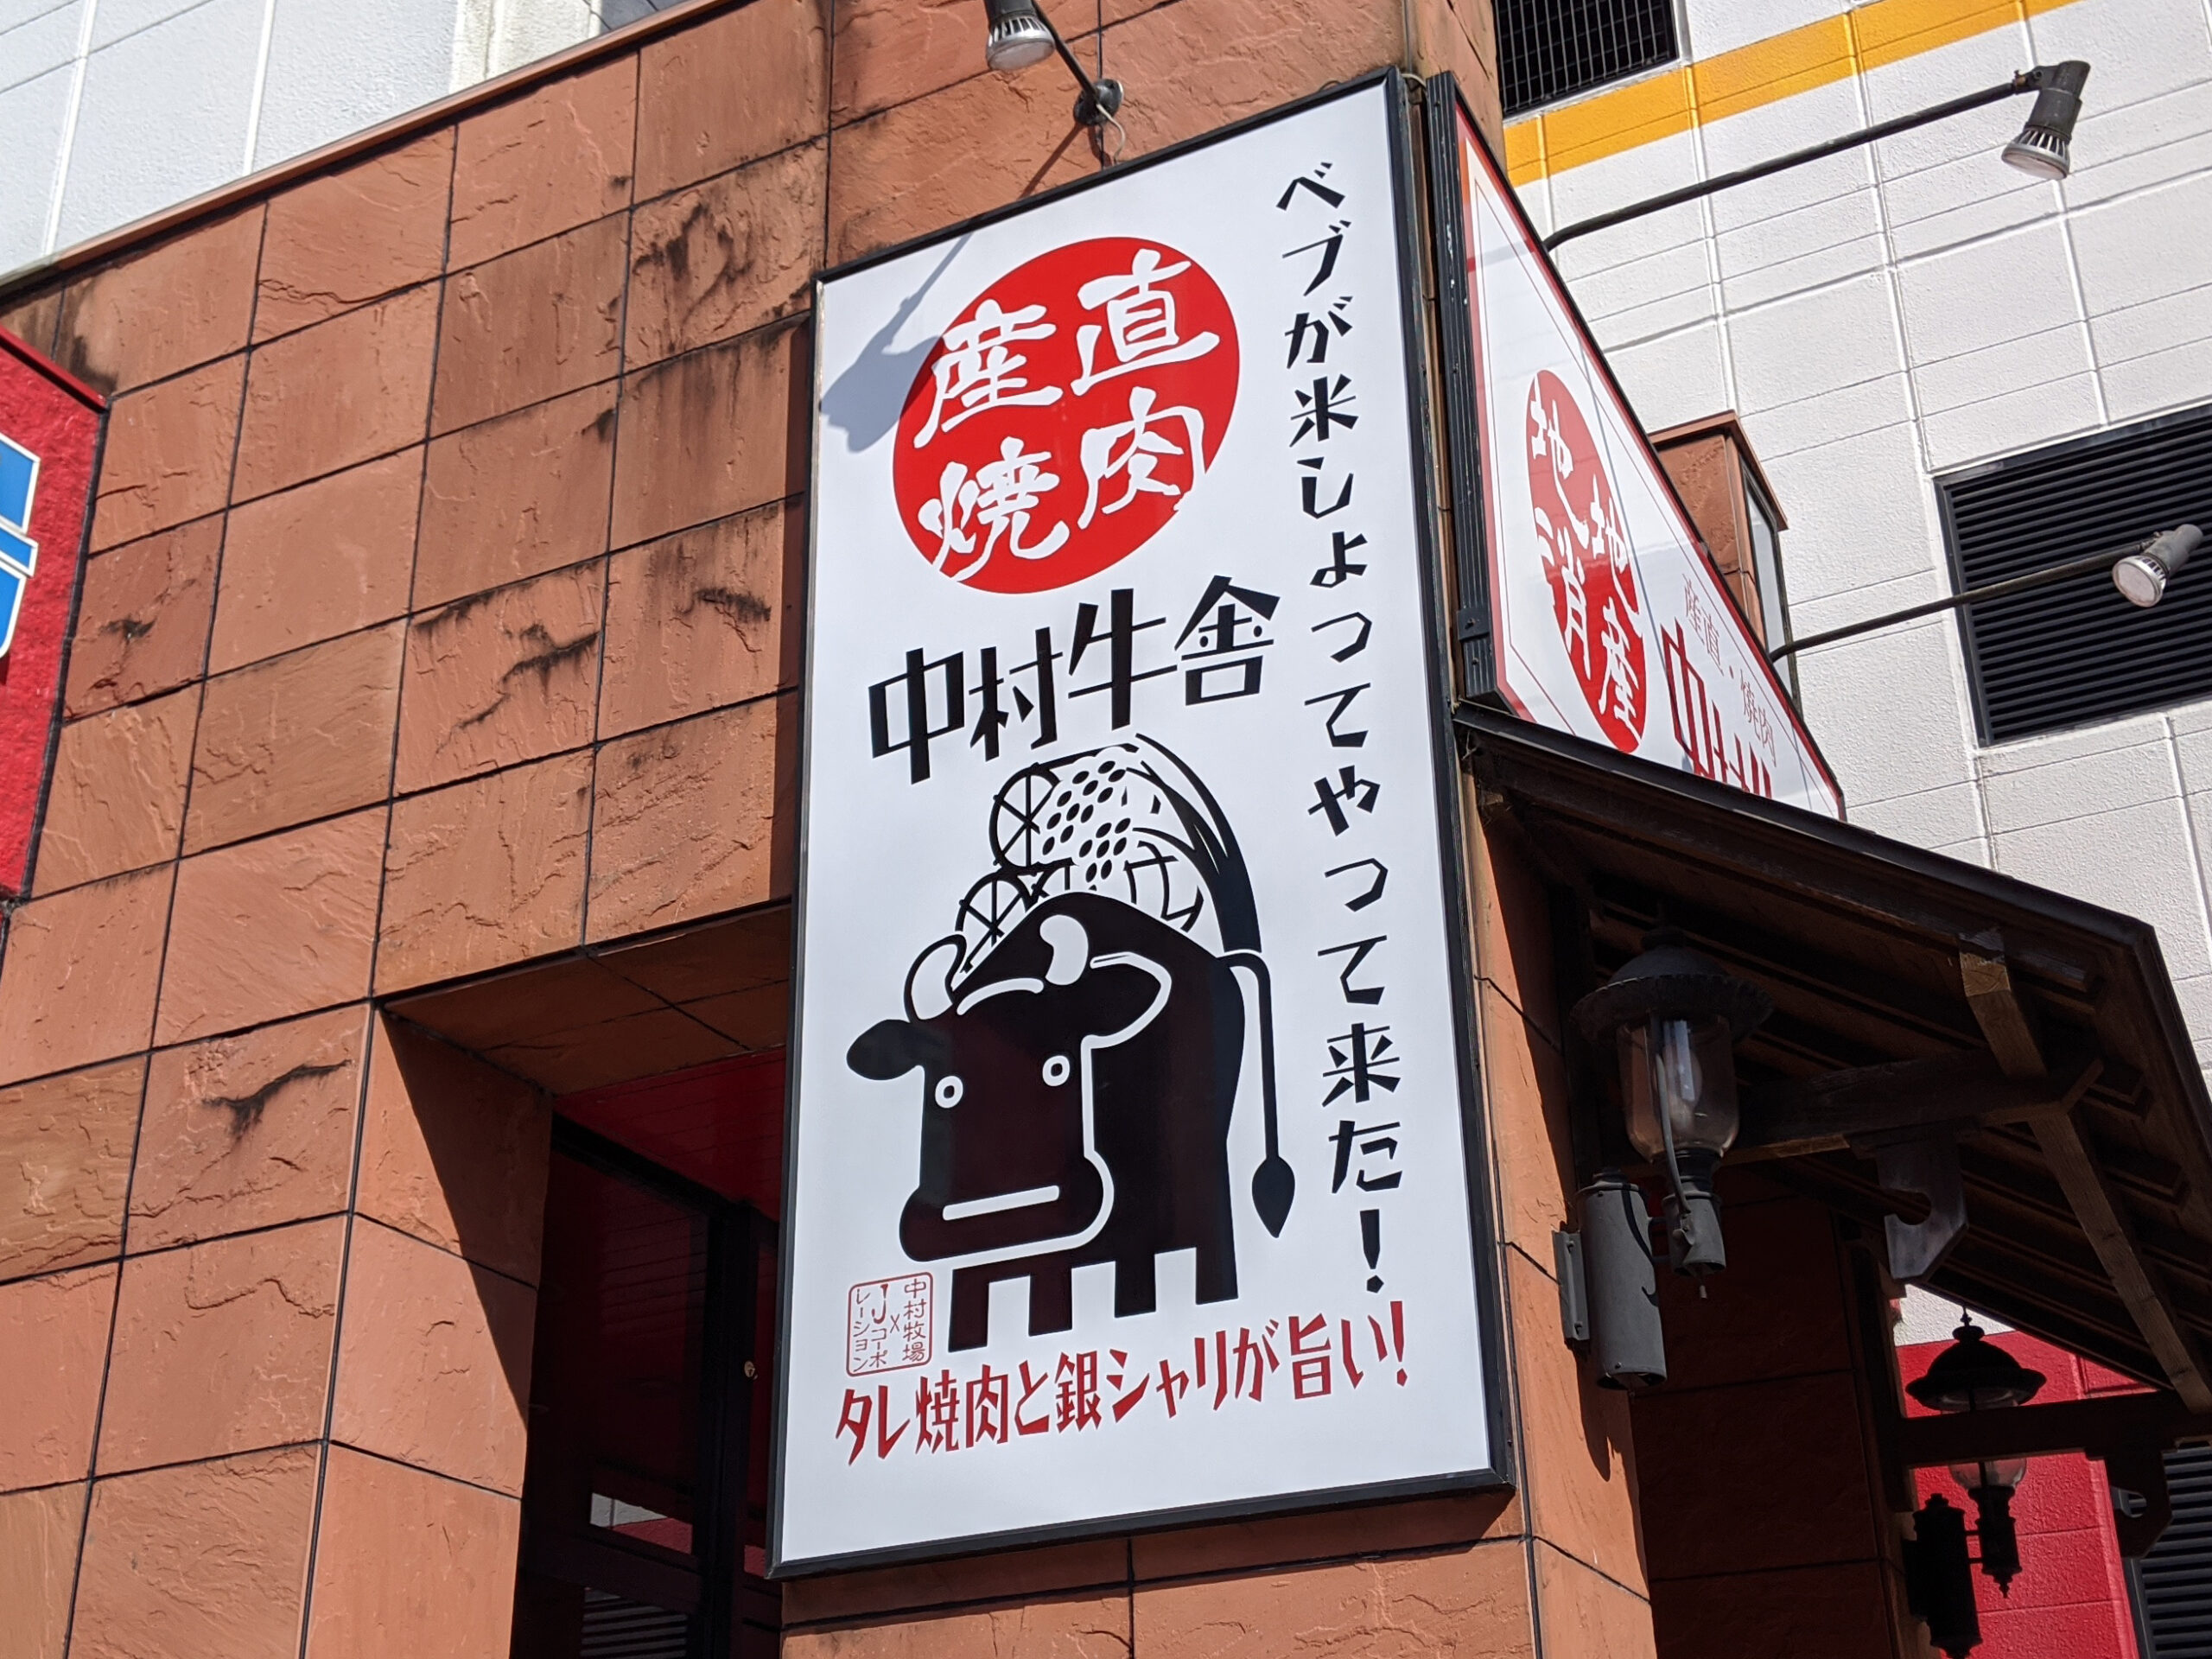 ベブが米しょってやって来た!
産直
焼肉
中村牛舎
中村牧場
×
Jコーポ
レーション
タレ焼肉と銀シャリが旨い!
地産
地消
産直・焼肉
中村